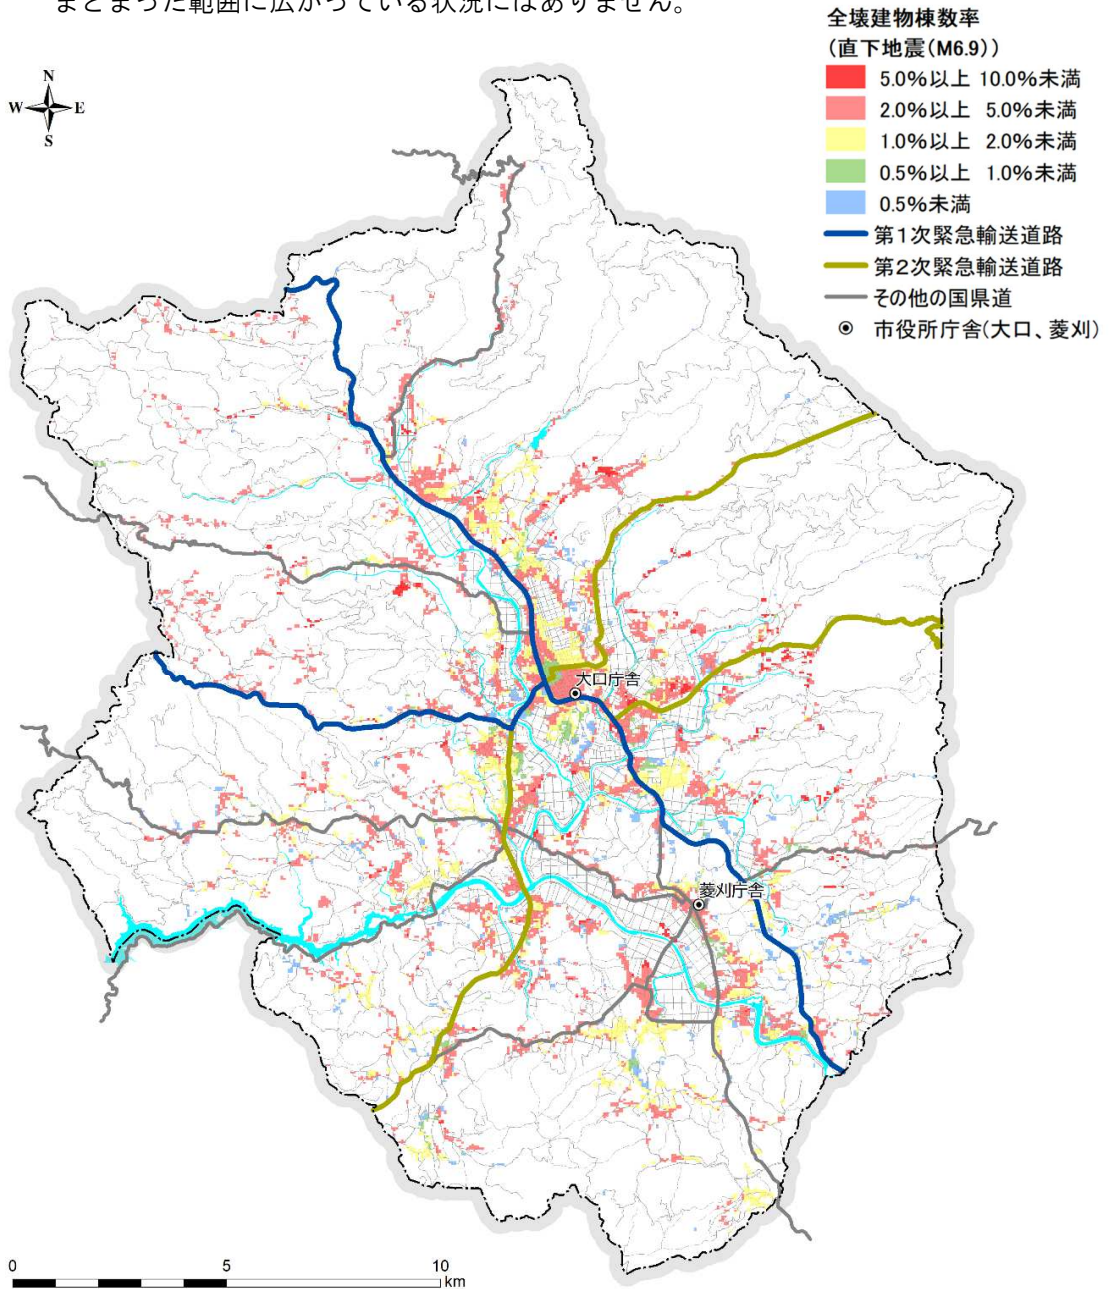 まとまった範囲に広がっている状況にはありません。
全壊建物棟数率
(直下地震(M6.9))
5.0%以上 10.0%未満
2.0%以上 5.0%未満
1.0%以上 2.0%未満
0.5%以上 1.0%未満
0.5%未満
第1次緊急輸送道路
第2次緊急輸送道路
その他の国県道
市役所庁舎(大口、菱刈)
N
W E
S
大口庁舎
菱刈庁舎
0 5 10
km